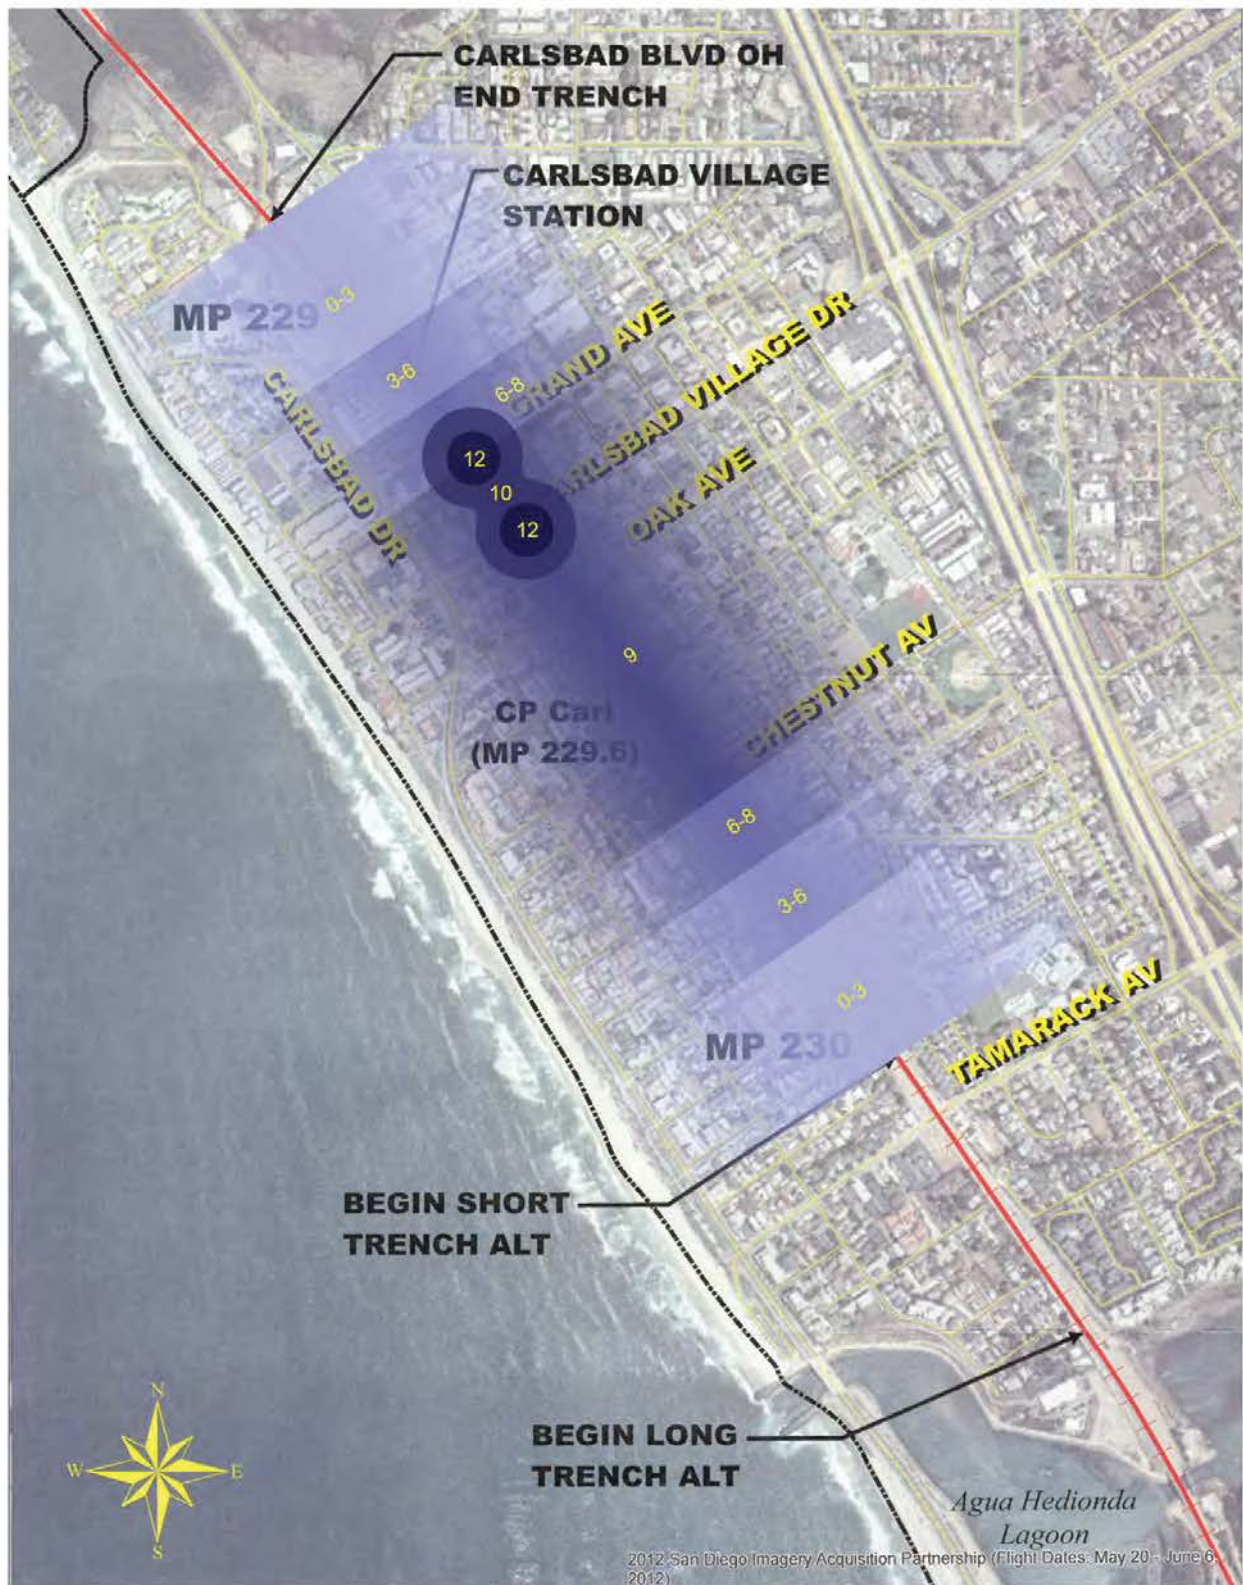 CARLSBAD BLVD OH
END TRENCH
CARLSBAD VILLAGE
STATION
MP 229
0-3
3-6
6-8
GRAND AVE
CARLSBAD VILLAGE DR
CARLSBAD DR
OAK AVE
12
10
12
9
CHESTNUT AV
CP Carl
(MP 229.6)
6-8
3-6
0-3
MP 230
TAMARACK AV
BEGIN SHORT
TRENCH ALT
BEGIN LONG
TRENCH ALT
N
W E
S
Agua Hedionda
Lagoon
2012 San Diego Imagery Acquisition Partnership (Flight Dates: May 20 - June 6,
2012)